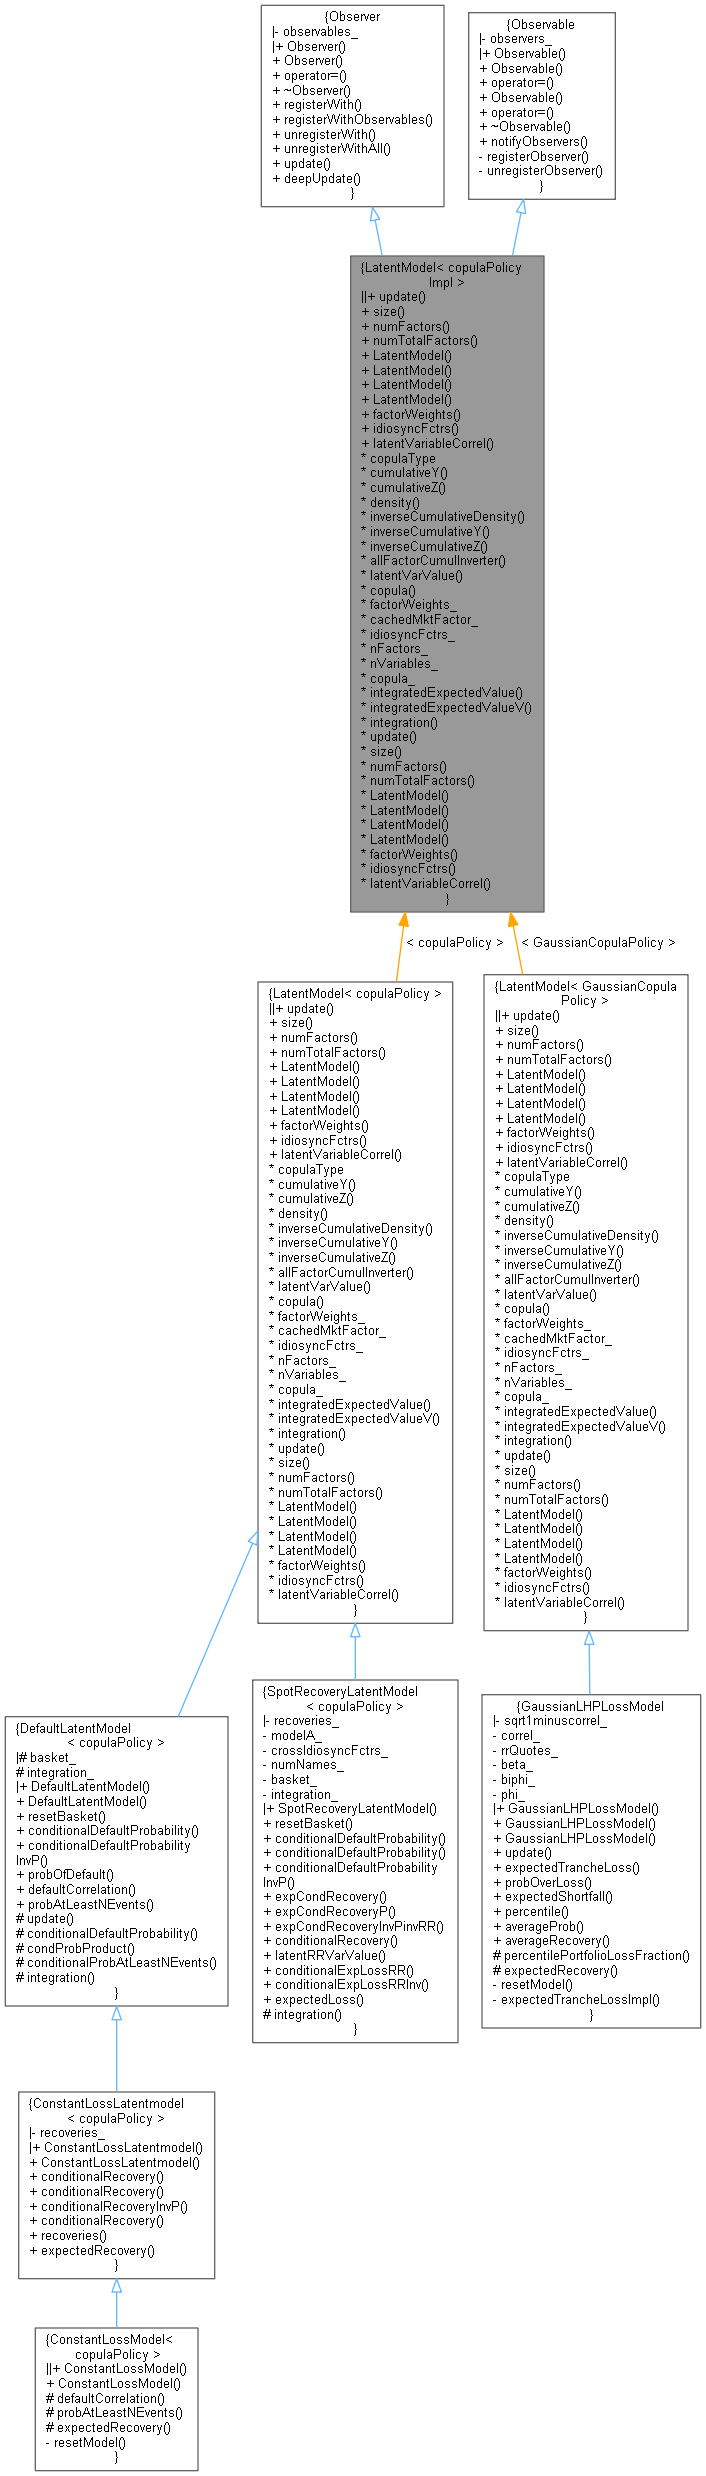 {Observer
|- observables_
|+ Observer()
+ Observer()
+ operator=()
+ ~Observer()
+ registerWith()
+ registerWithObservables()
+ unregisterWith()
+ unregisterWithAll()
+ update()
+ deepUpdate()
}
{Observable
|- observers_
|+ Observable()
+ Observable()
+ operator=()
+ Observable()
+ operator=()
+ ~Observable()
+ notifyObservers()
- registerObserver()
- unregisterObserver()
}
{LatentModel< copulaPolicy
Impl >
||+ update()
+ size()
+ numFactors()
+ numTotalFactors()
+ LatentModel()
+ LatentModel()
+ LatentModel()
+ LatentModel()
+ factorWeights()
+ idiosyncFctrs()
+ latentVariableCorrel()
* copulaType
* cumulativeY()
* cumulativeZ()
* density()
* inverseCumulativeDensity()
* inverseCumulativeY()
* inverseCumulativeZ()
* allFactorCumulInverter()
* latentVarValue()
* copula()
* factorWeights_
* cachedMktFactor_
* idiosyncFctrs_
* nFactors_
* nVariables_
* copula_
* integratedExpectedValue()
* integratedExpectedValueV()
* integration()
* update()
* size()
* numFactors()
* numTotalFactors()
* LatentModel()
* LatentModel()
* LatentModel()
* LatentModel()
* factorWeights()
* idiosyncFctrs()
* latentVariableCorrel()
}
< copulaPolicy >
< GaussianCopulaPolicy >
{LatentModel< copulaPolicy >
||+ update()
+ size()
+ numFactors()
+ numTotalFactors()
+ LatentModel()
+ LatentModel()
+ LatentModel()
+ LatentModel()
+ factorWeights()
+ idiosyncFctrs()
+ latentVariableCorrel()
* copulaType
* cumulativeY()
* cumulativeZ()
* density()
* inverseCumulativeDensity()
* inverseCumulativeY()
* inverseCumulativeZ()
* allFactorCumulInverter()
* latentVarValue()
* copula()
* factorWeights_
* cachedMktFactor_
* idiosyncFctrs_
* nFactors_
* nVariables_
* copula_
* integratedExpectedValue()
* integratedExpectedValueV()
* integration()
* update()
* size()
* numFactors()
* numTotalFactors()
* LatentModel()
* LatentModel()
* LatentModel()
* LatentModel()
* factorWeights()
* idiosyncFctrs()
* latentVariableCorrel()
}
{LatentModel< GaussianCopula
Policy >
||+ update()
+ size()
+ numFactors()
+ numTotalFactors()
+ LatentModel()
+ LatentModel()
+ LatentModel()
+ LatentModel()
+ factorWeights()
+ idiosyncFctrs()
+ latentVariableCorrel()
* copulaType
* cumulativeY()
* cumulativeZ()
* density()
* inverseCumulativeDensity()
* inverseCumulativeY()
* inverseCumulativeZ()
* allFactorCumulInverter()
* latentVarValue()
* copula()
* factorWeights_
* cachedMktFactor_
* idiosyncFctrs_
* nFactors_
* nVariables_
* copula_
* integratedExpectedValue()
* integratedExpectedValueV()
* integration()
* update()
* size()
* numFactors()
* numTotalFactors()
* LatentModel()
* LatentModel()
* LatentModel()
* LatentModel()
* factorWeights()
* idiosyncFctrs()
* latentVariableCorrel()
}
{DefaultLatentModel
< copulaPolicy >
|# basket_
# integration_
|+ DefaultLatentModel()
+ DefaultLatentModel()
+ resetBasket()
+ conditionalDefaultProbability()
+ conditionalDefaultProbability
InvP()
+ probOfDefault()
+ defaultCorrelation()
+ probAtLeastNEvents()
# update()
# conditionalDefaultProbability()
# condProbProduct()
# conditionalProbAtLeastNEvents()
# integration()
}
{SpotRecoveryLatentModel
< copulaPolicy >
|- recoveries_
- modelA_
- crossIdiosyncFctrs_
- numNames_
- basket_
- integration_
|+ SpotRecoveryLatentModel()
+ resetBasket()
+ conditionalDefaultProbability()
+ conditionalDefaultProbability()
+ conditionalDefaultProbability
InvP()
+ expCondRecovery()
+ expCondRecoveryP()
+ expCondRecoveryInvPinvRR()
+ conditionalRecovery()
+ latentRRVarValue()
+ conditionalExpLossRR()
+ conditionalExpLossRRInv()
+ expectedLoss()
# integration()
}
{GaussianLHPLossModel
|- sqrt1minuscorrel_
- correl_
- rrQuotes_
- beta_
- biphi_
- phi_
|+ GaussianLHPLossModel()
+ GaussianLHPLossModel()
+ GaussianLHPLossModel()
+ update()
+ expectedTrancheLoss()
+ probOverLoss()
+ expectedShortfall()
+ percentile()
+ averageProb()
+ averageRecovery()
# percentilePortfolioLossFraction()
# expectedRecovery()
- resetModel()
- expectedTrancheLossImpl()
}
{ConstantLossLatentmodel
< copulaPolicy >
|- recoveries_
|+ ConstantLossLatentmodel()
+ ConstantLossLatentmodel()
+ conditionalRecovery()
+ conditionalRecovery()
+ conditionalRecoveryInvP()
+ conditionalRecovery()
+ recoveries()
+ expectedRecovery()
}
{ConstantLossModel<
copulaPolicy >
||+ ConstantLossModel()
+ ConstantLossModel()
# defaultCorrelation()
# probAtLeastNEvents()
# expectedRecovery()
- resetModel()
}